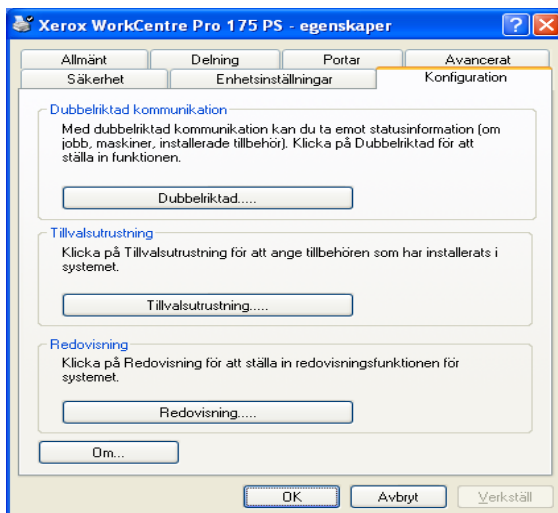 Xerox WorkCentre Pro 175 PS - egenskaper
Allmänt Delning Portar Avancerat
Säkerhet Enhetsinställningar Konfiguration
Dubbelriktad kommunikation
Med dubbelriktad kommunikation kan du ta emot statusinformation (om
jobb, maskiner, installerade tillbehör). Klicka på Dubbelriktad för att
ställa in funktionen.
Dubbelriktad.....
Tillvalsutrustning
Klicka på Tillvalsutrustning för att ange tillbehören som har installerats i
systemet.
Tillvalsutrustning.....
Redovisning
Klicka på Redovisning för att ställa in redovisningsfunktionen för
systemet.
Redovisning.....
Om...
OK Avbryt Verkställ